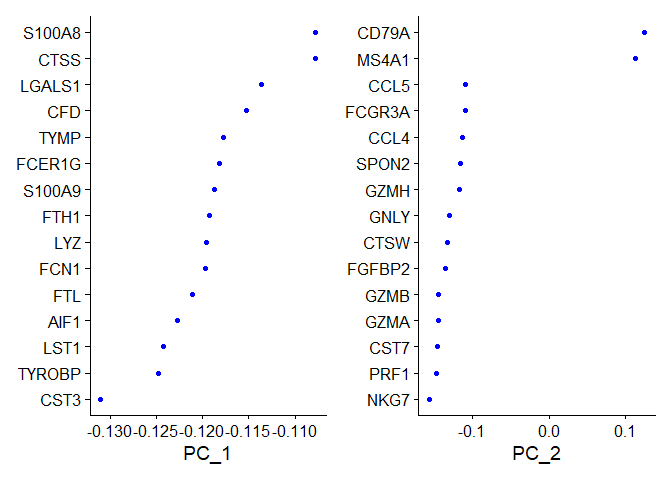 S100A8
CTSS
LGALS1
CFD
TYMP
FCER1G
S100A9
FTH1
LYZ
FCN1
FTL
AIF1
LST1
TYROBP
CST3
-0.130 -0.125 -0.120 -0.115 -0.110
PC_1
CD79A
MS4A1
CCL5
FCGR3A
CCL4
SPON2
GZMH
GNLY
CTSW
FGFBP2
GZMB
GZMA
CST7
PRF1
NKG7
-0.1 0.0 0.1
PC_2